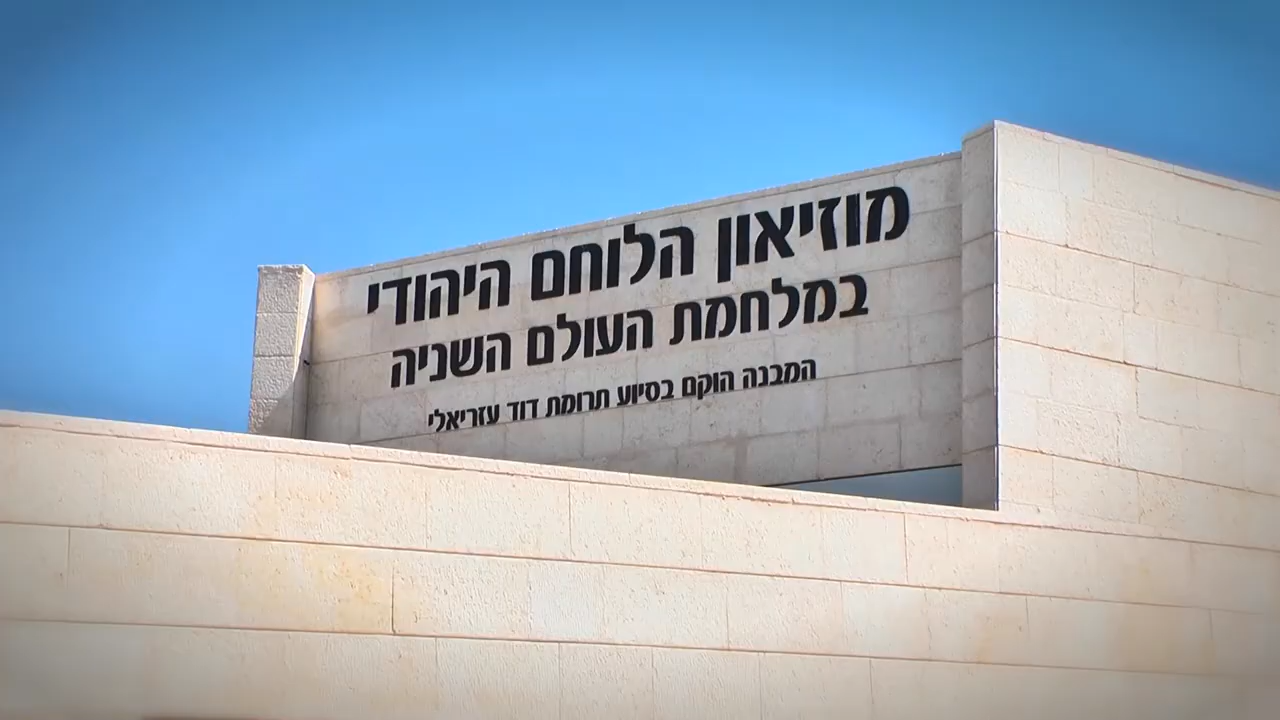 מוזיאון הלוחם היהודי
במלחמת העולם השניה
המבנה הוקם בסיוע תרומת דוד עזריאלי